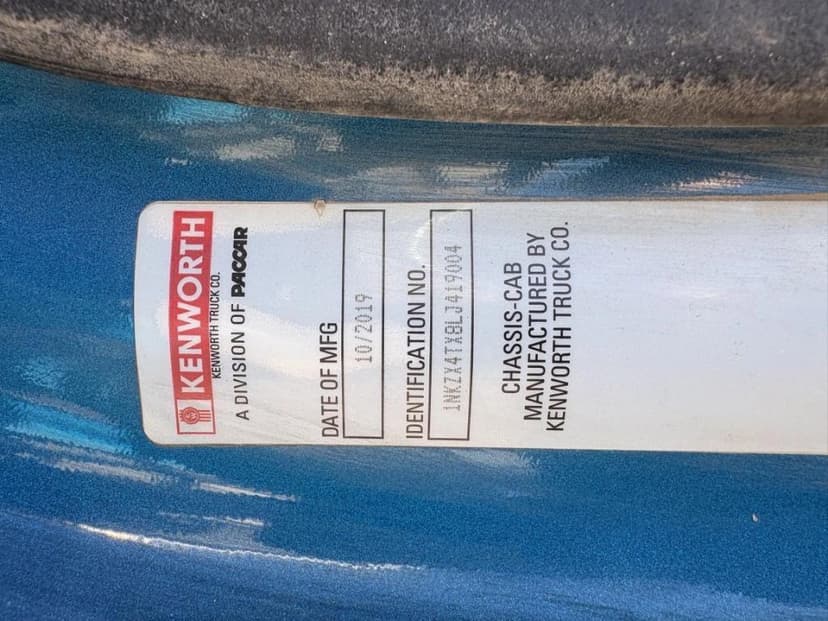 KENWORTH
KENWORTH TRUCK CO.
A DIVISION OF PACCAR
DATE OF MFG
10/2019
IDENTIFICATION NO.
1NKZX4TX8LJ419004
CHASSIS-CAB
MANUFACTURED BY
KENWORTH TRUCK CO.